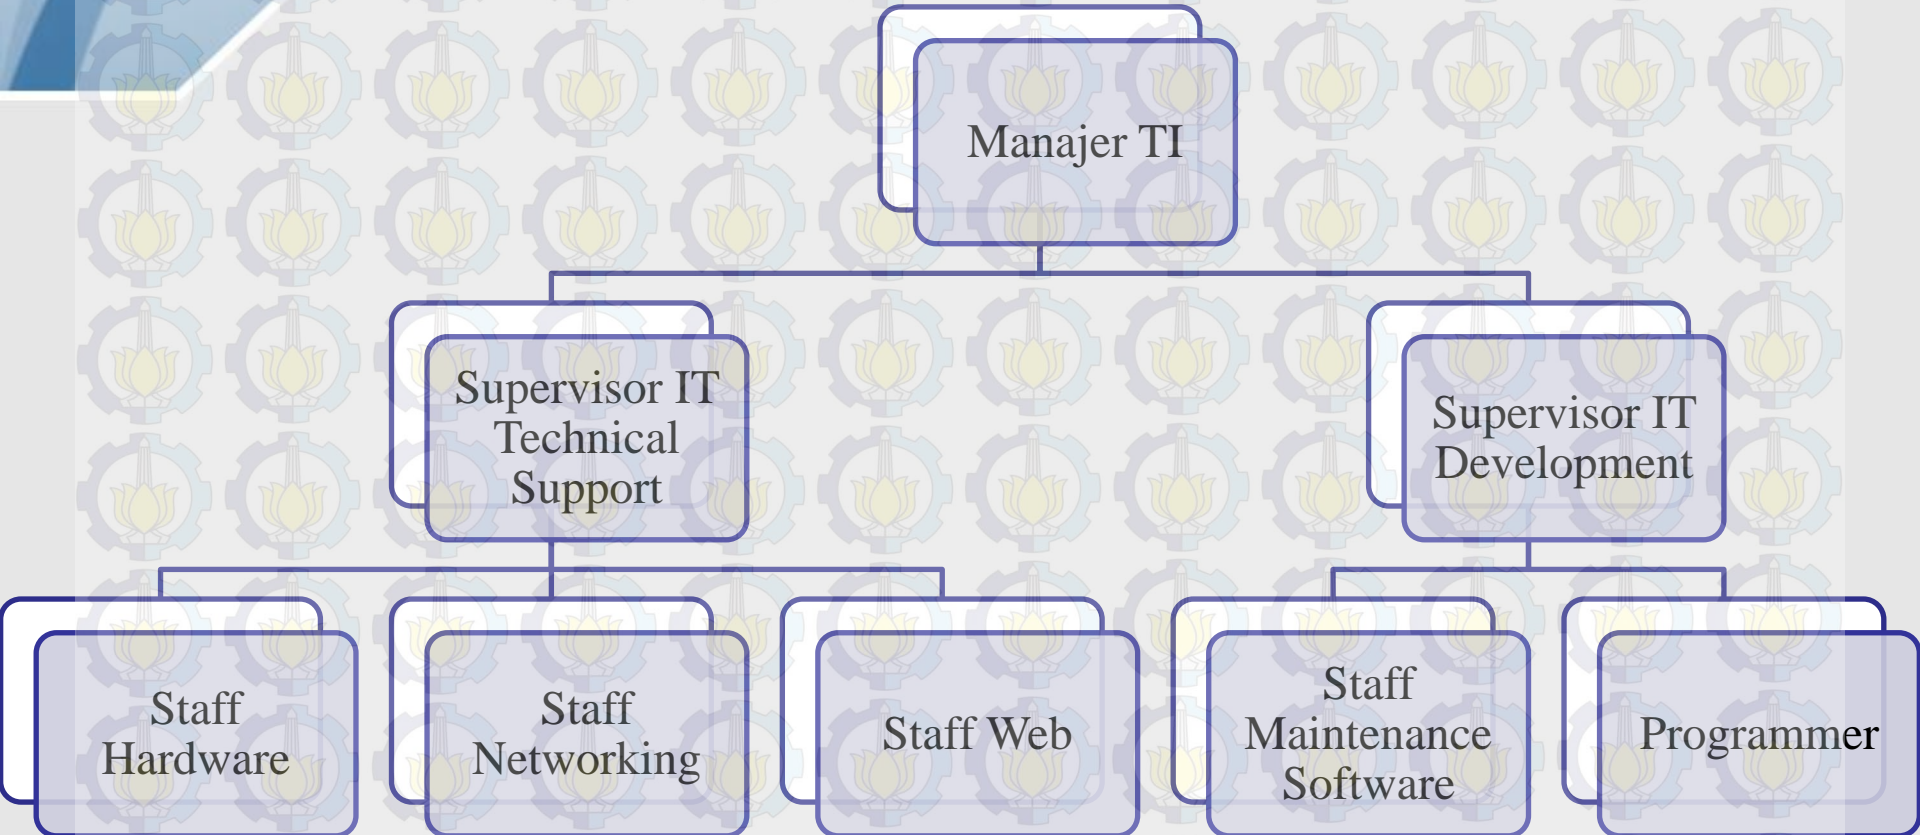 Manajer TI
Supervisor IT
Technical
Support
Supervisor IT
Development
Staff
Hardware
Staff
Networking
Staff Web
Staff
Maintenance
Software
Programmer